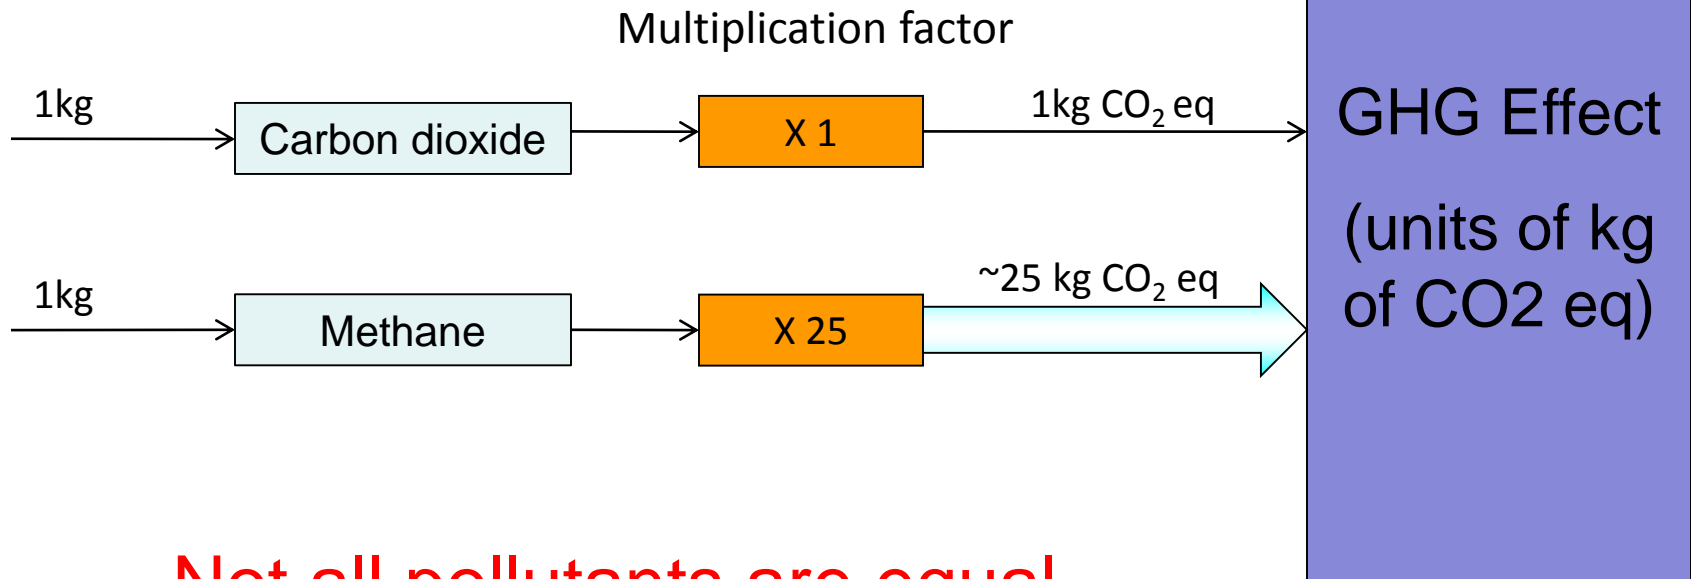 Multiplication factor
1kg
Carbon dioxide
X 1
1kg CO₂ eq
1kg
Methane
X 25
~25 kg CO₂ eq
GHG Effect
(units of kg
of CO2 eq)
Not all pollutants are equal